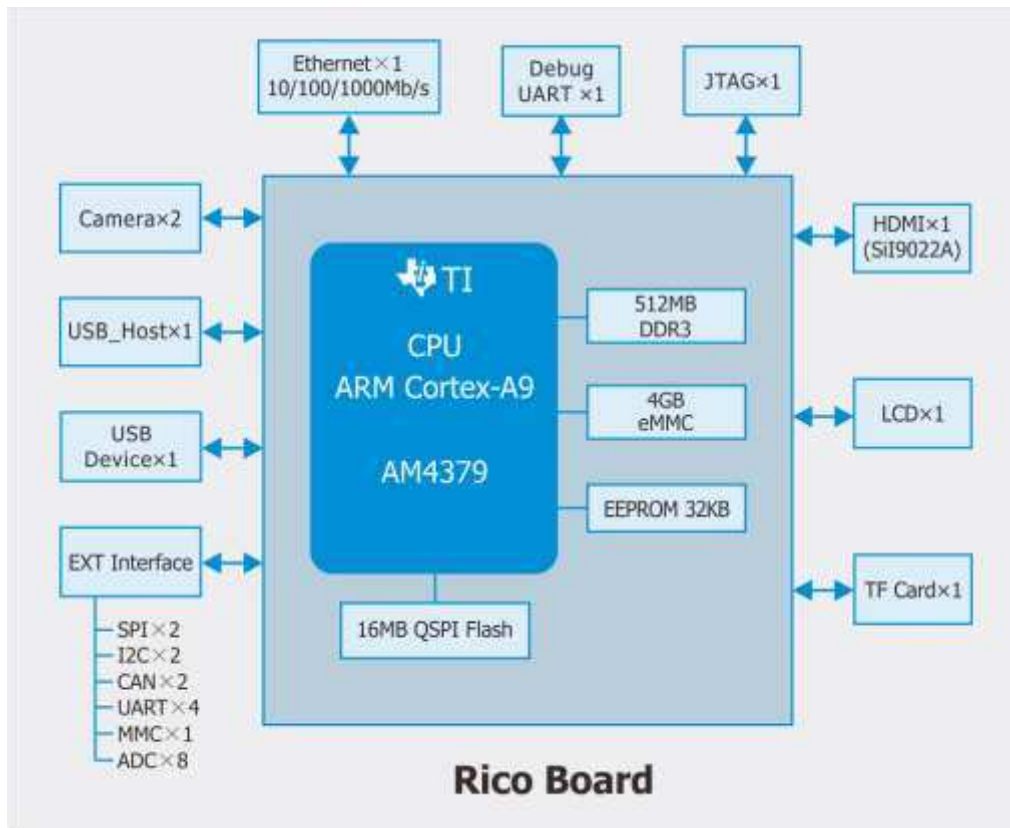 Ethernet×1
10/100/1000Mb/s
Debug
UART ×1
JTAG×1
Camera×2
USB_Host×1
USB
Device×1
EXT Interface
SPI×2
I2C×2
CAN×2
UART×4
MMC×1
ADC×8
TI
CPU
ARM Cortex-A9
AM4379
512MB
DDR3
4GB
eMMC
EEPROM 32KB
16MB QSPI Flash
HDMI×1
(SiI9022A)
LCD×1
TF Card×1
Rico Board